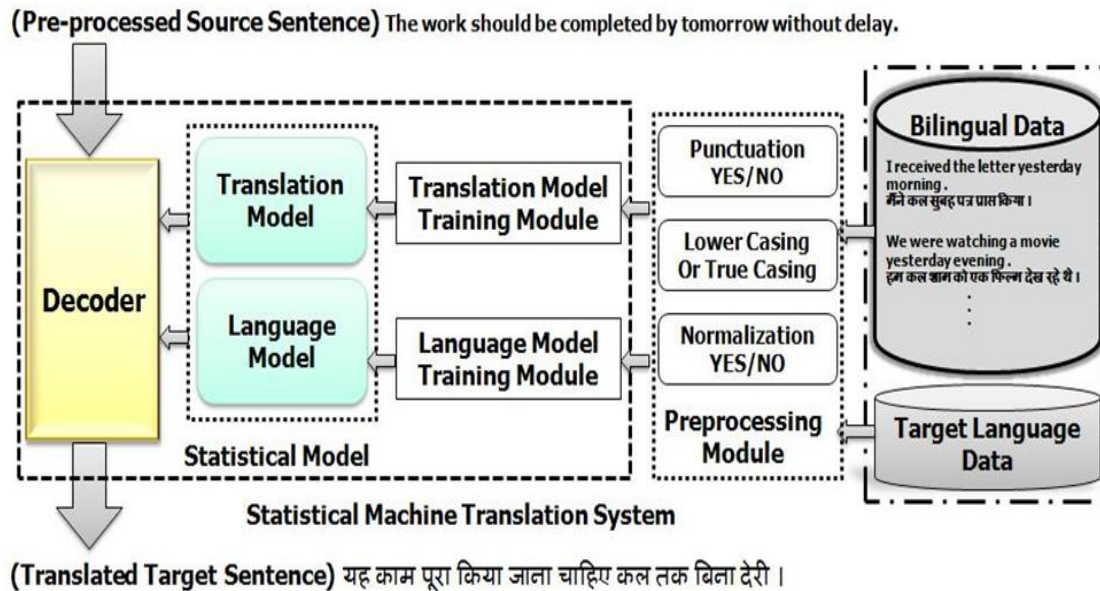 (Pre-processed Source Sentence) The work should be completed by tomorrow without delay.
Decoder
Translation
Model
Language
Model
Statistical Model
Translation Model
Training Module
Language Model
Training Module
Punctuation
YES/NO
Lower Casing
Or True Casing
Normalization
YES/NO
Preprocessing
Module
Bilingual Data
I received the letter yesterday
morning .
मैंने कल सुबह पत्र प्राप्त किया ।
We were watching a movie
yesterday evening .
हम कल शाम को एक फिल्म देख रहे थे ।
Target Language
Data
Statistical Machine Translation System
(Translated Target Sentence) यह काम पूरा किया जाना चाहिए कल तक बिना देरी ।